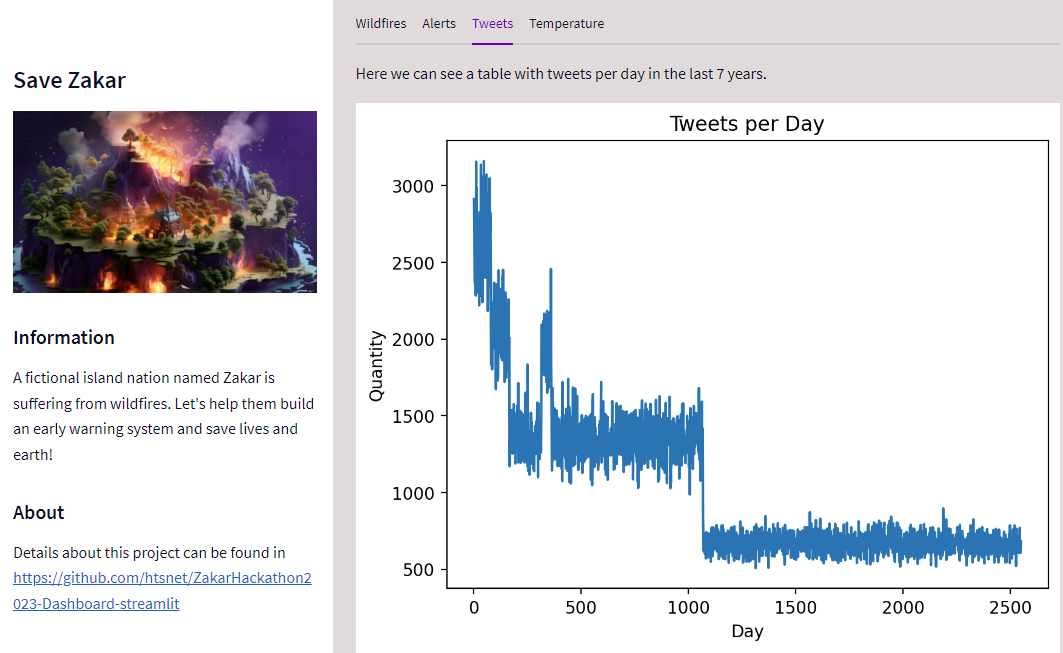 Save Zakar
Information
A fictional island nation named Zakar is
suffering from wildfires. Let's help them build
an early warning system and save lives and
earth!
About
Details about this project can be found in
https://github.com/htsnet/ZakarHackathon2
023-Dashboard-streamlit
Wildfires Alerts Tweets Temperature
Here we can see a table with tweets per day in the last 7 years.
Tweets per Day
Quantity
3000
2500
2000
1500
1000
500
0 500 1000 1500 2000 2500
Day